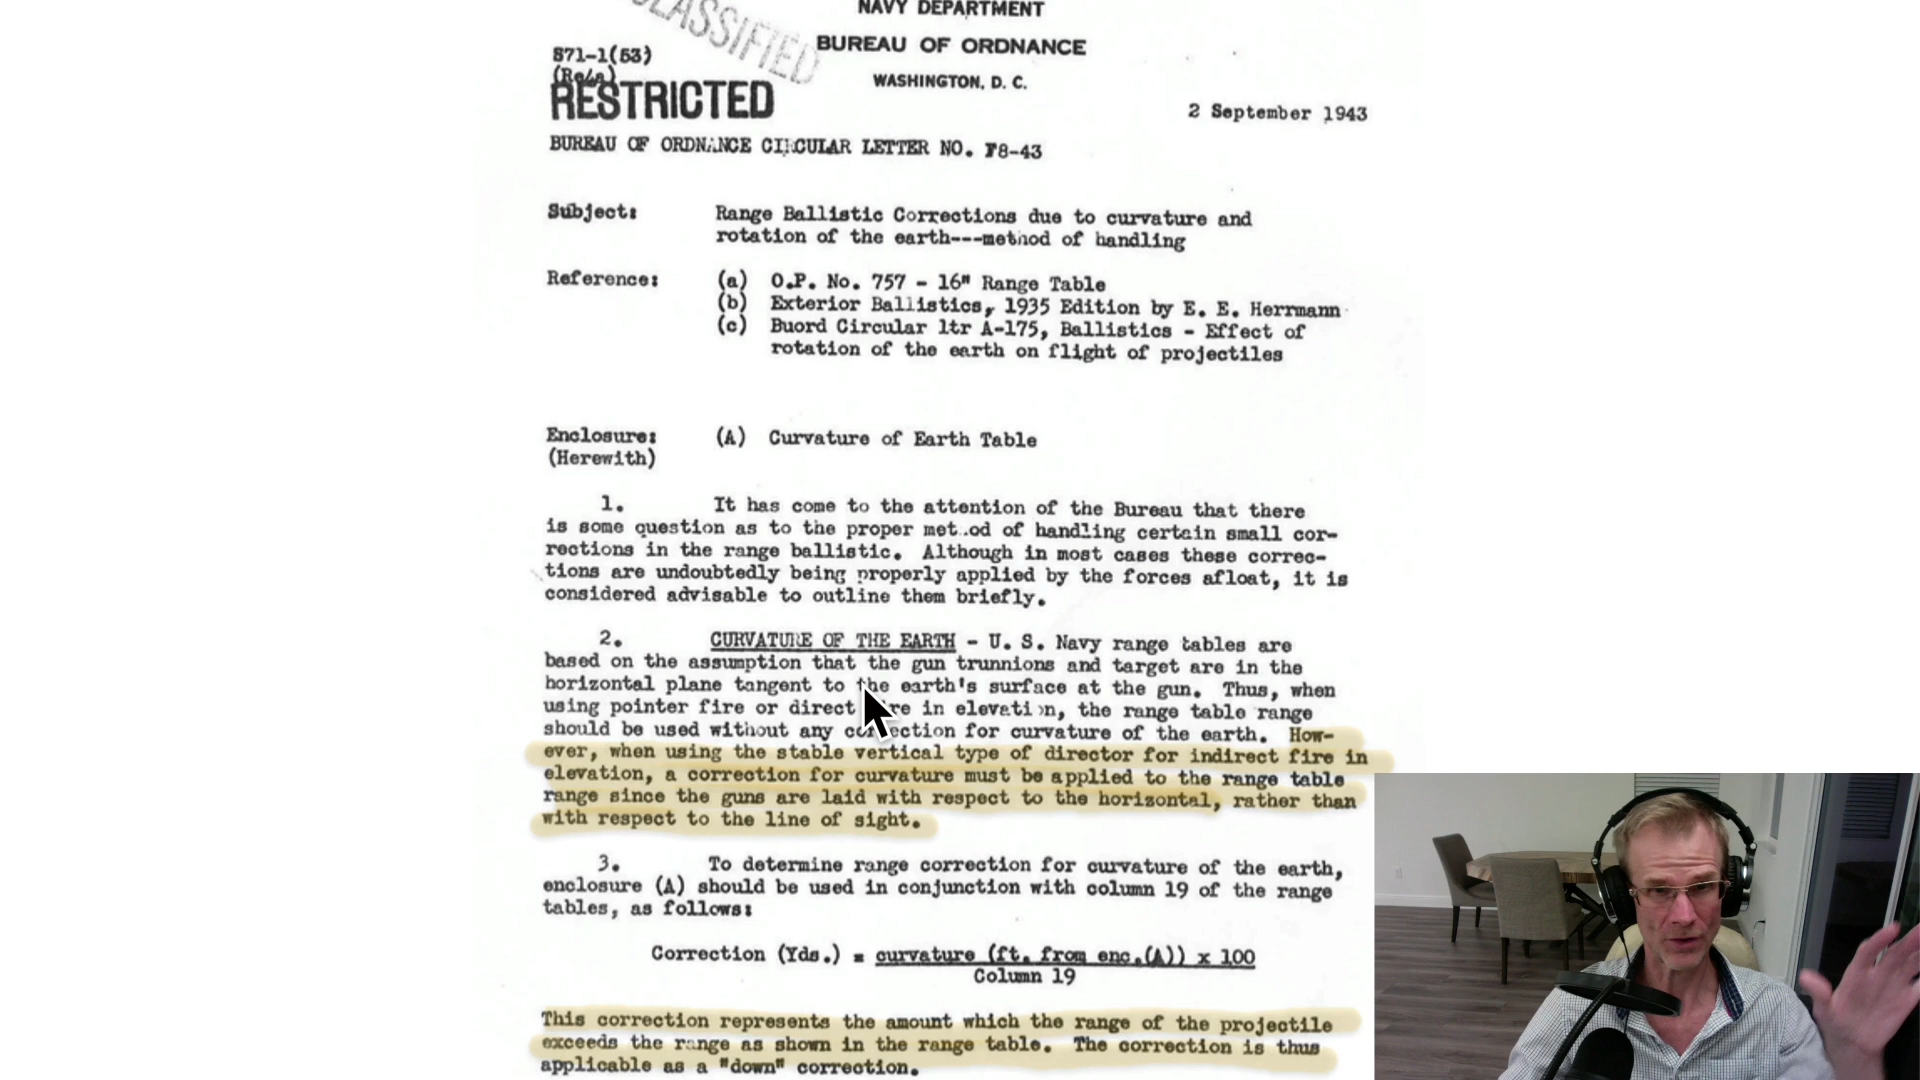 CLASSIFIED
NAVY DEPARTMENT
BUREAU OF ORDNANCE
WASHINGTON, D. C.
S71-1(53)
(Re4a)
RESTRICTED
2 September 1943
BUREAU OF ORDNANCE CIRCULAR LETTER NO. F8-43
Subject: Range Ballistic Corrections due to curvature and
rotation of the earth---method of handling
Reference: (a) O.P. No. 757 - 16" Range Table
(b) Exterior Ballistics, 1935 Edition by E. E. Herrmann
(c) Buord Circular ltr A-175, Ballistics - Effect of
rotation of the earth on flight of projectiles
Enclosure: (A) Curvature of Earth Table
(Herewith)
1. It has come to the attention of the Bureau that there
is some question as to the proper met..od of handling certain small cor-
rections in the range ballistic. Although in most cases these correc-
tions are undoubtedly being properly applied by the forces afloat, it is
considered advisable to outline them briefly.
2. CURVATURE OF THE EARTH - U. S. Navy range tables are
based on the assumption that the gun trunnions and target are in the
horizontal plane tangent to the earth's surface at the gun. Thus, when
using pointer fire or direct fire in elevation, the range table range
should be used without any correction for curvature of the earth. How-
ever, when using the stable vertical type of director for indirect fire in
elevation, a correction for curvature must be applied to the range table
range since the guns are laid with respect to the horizontal, rather than
with respect to the line of sight.
3. To determine range correction for curvature of the earth,
enclosure (A) should be used in conjunction with column 19 of the range
tables, as follows:
Correction (Yds.) = curvature (ft. from enc.(A)) x 100
Column 19
This correction represents the amount which the range of the projectile
exceeds the range as shown in the range table. The correction is thus
applicable as a "down" correction.